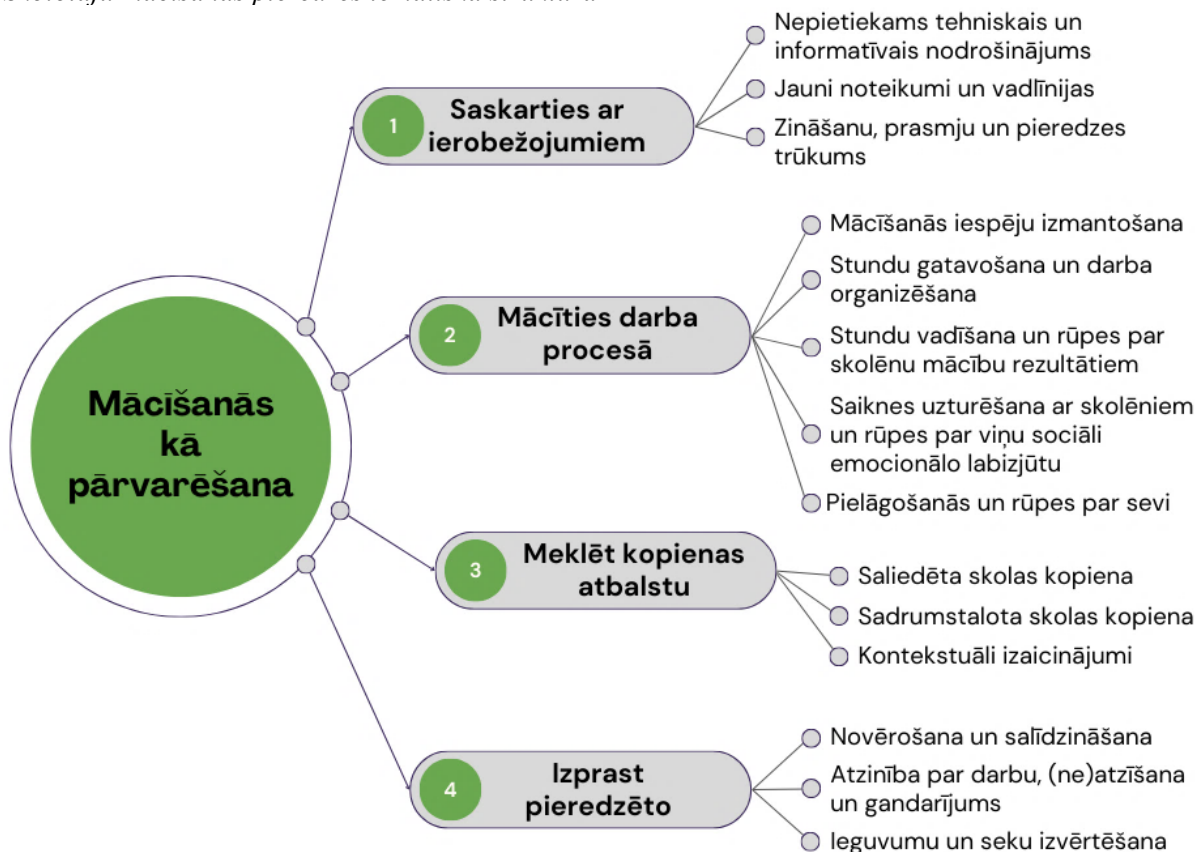 Mācīšanās
kā
pārvarēšana
1
Saskarties ar
ierobežojumiem
Nepietiekams tehniskais un
informatīvais nodrošinājums
Jauni noteikumi un vadlīnijas
Zināšanu, prasmju un pieredzes
trūkums
2
Mācīties darba
procesā
Mācīšanās iespēju izmantošana
Stundu gatavošana un darba
organizēšana
Stundu vadīšana un rūpes par
skolēnu mācību rezultātiem
Saiknes uzturēšana ar skolēniem
un rūpes par viņu sociāli
emocionālo labizjūtu
Pielāgošanās un rūpes par sevi
3
Meklēt kopienas
atbalstu
Saliedēta skolas kopiena
Sadrumstalota skolas kopiena
Kontekstuāli izaicinājumi
4
Izprast
pieredzēto
Novērošana un salīdzināšana
Atzinība par darbu, (ne)atzīšana
un gandarījums
Ieguvumu un seku izvērtēšana